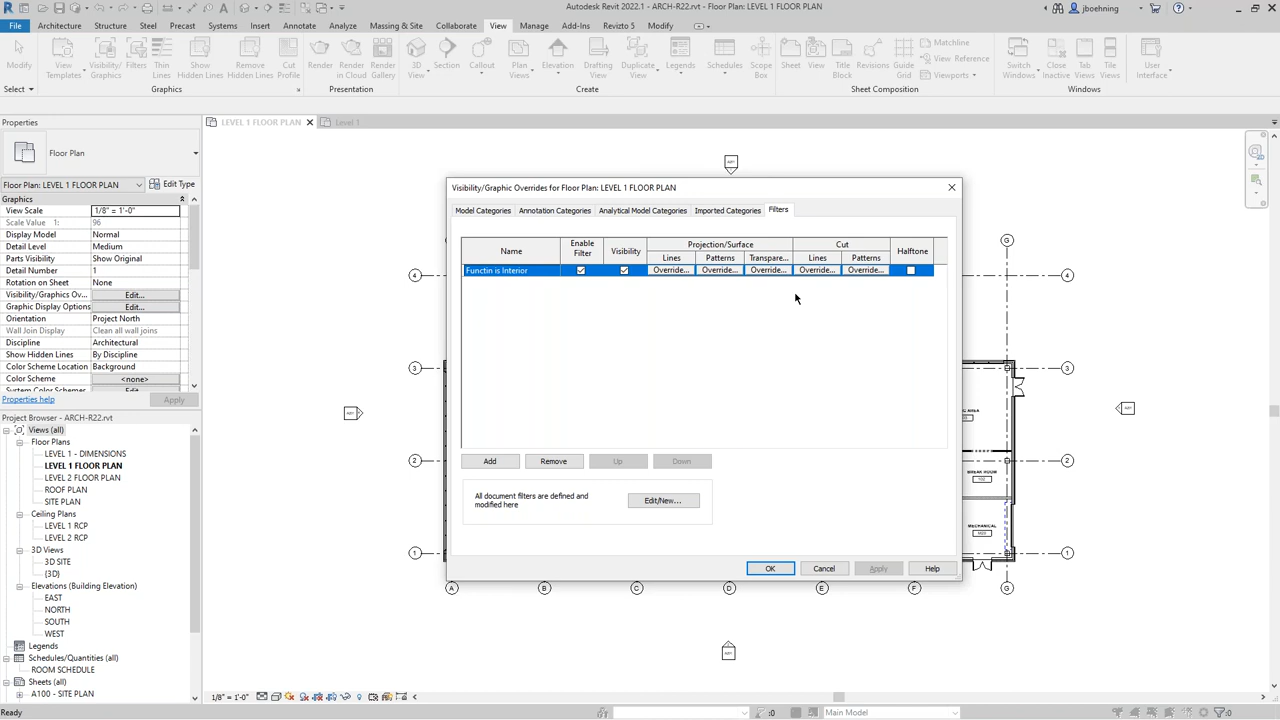 Autodesk Revit 2022.1 - ARCH-R22.rvt - Floor Plan: LEVEL 1 FLOOR PLAN
jboehning
File
Architecture
Structure
Steel
Precast
Systems
Insert
Annotate
Analyze
Massing & Site
Collaborate
View
Manage
Add-Ins
Revizto 5
Modify
Modify
View Templates
Visibility/ Graphics
Filters
Thin Lines
Show Hidden Lines
Remove Hidden Lines
Cut Profile
Render
Render in Cloud
Render Gallery
3D View
Section
Callout
Plan Views
Elevation
Drafting View
Duplicate View
Legends
Schedules
Scope Box
Sheet
View
Title Block
Revisions
Guide Grid
Matchline
View Reference
Viewports
Switch Windows
Close Inactive
Tab Views
Tile Views
User Interface
Select
Graphics
Presentation
Create
Sheet Composition
Windows
Properties
LEVEL 1 FLOOR PLAN
Level 1
Floor Plan
Floor Plan: LEVEL 1 FLOOR PLAN
Edit Type
Graphics
View Scale 1/8" = 1'-0"
Scale Value 1: 96
Display Model Normal
Detail Level Medium
Parts Visibility Show Original
Detail Number 1
Rotation on Sheet None
Visibility/Graphics Ov... Edit...
Graphic Display Options Edit...
Orientation Project North
Wall Join Display Clean all wall joins
Discipline Architectural
Show Hidden Lines By Discipline
Color Scheme Location Background
Color Scheme <none>
System Color Schemes Edit...
Properties help
Apply
Project Browser - ARCH-R22.rvt
Views (all)
Floor Plans
LEVEL 1 - DIMENSIONS
LEVEL 1 FLOOR PLAN
LEVEL 2 FLOOR PLAN
ROOF PLAN
SITE PLAN
Ceiling Plans
LEVEL 1 RCP
LEVEL 2 RCP
3D Views
3D SITE
{3D}
Elevations (Building Elevation)
EAST
NORTH
SOUTH
WEST
Legends
Schedules/Quantities (all)
ROOM SCHEDULE
Sheets (all)
A100 - SITE PLAN
Visibility/Graphic Overrides for Floor Plan: LEVEL 1 FLOOR PLAN
Model Categories
Annotation Categories
Analytical Model Categories
Imported Categories
Filters
Name
Enable Filter
Visibility
Projection/Surface
Cut
Halftone
Lines
Patterns
Transpare...
Lines
Patterns
Functin is Interior
Override...
Override...
Override...
Override...
Override...
Add
Remove
Up
Down
All document filters are defined and
modified here
Edit/New...
OK
Cancel
Apply
Help
G
4
4
3
3
2
2
1
1
BREAK ROOM
MECHANICAL
A
B
C
D
E
F
G
1/8" = 1'-0"
Ready
:0
Main Model
:0